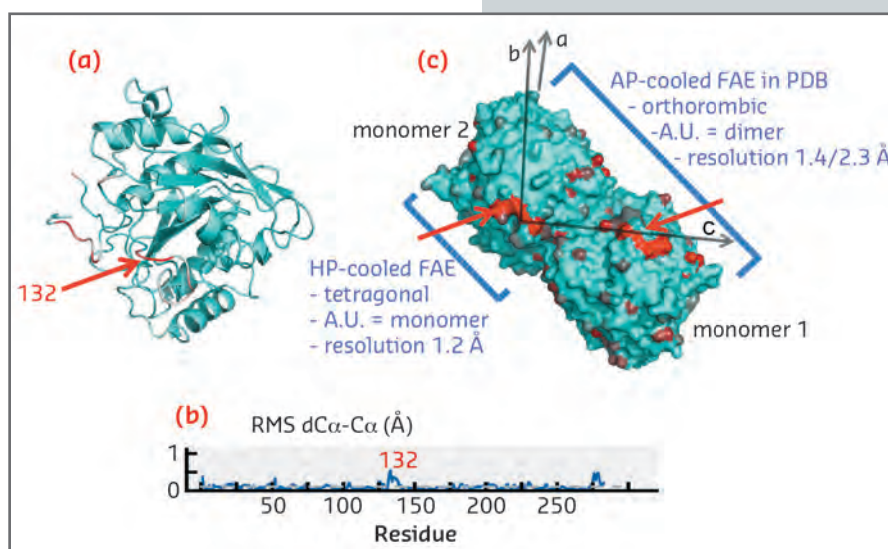 (a)
132
(c)
b
a
monomer 2
AP-cooled FAE in PDB
- orthorombic
-A.U. = dimer
- resolution 1.4/2.3 Å
c
HP-cooled FAE
- tetragonal
- A.U. = monomer
- resolution 1.2 Å
monomer 1
(b)
RMS dCα-Cα (Å)
1
132
0
50 100 150 200 250
Residue